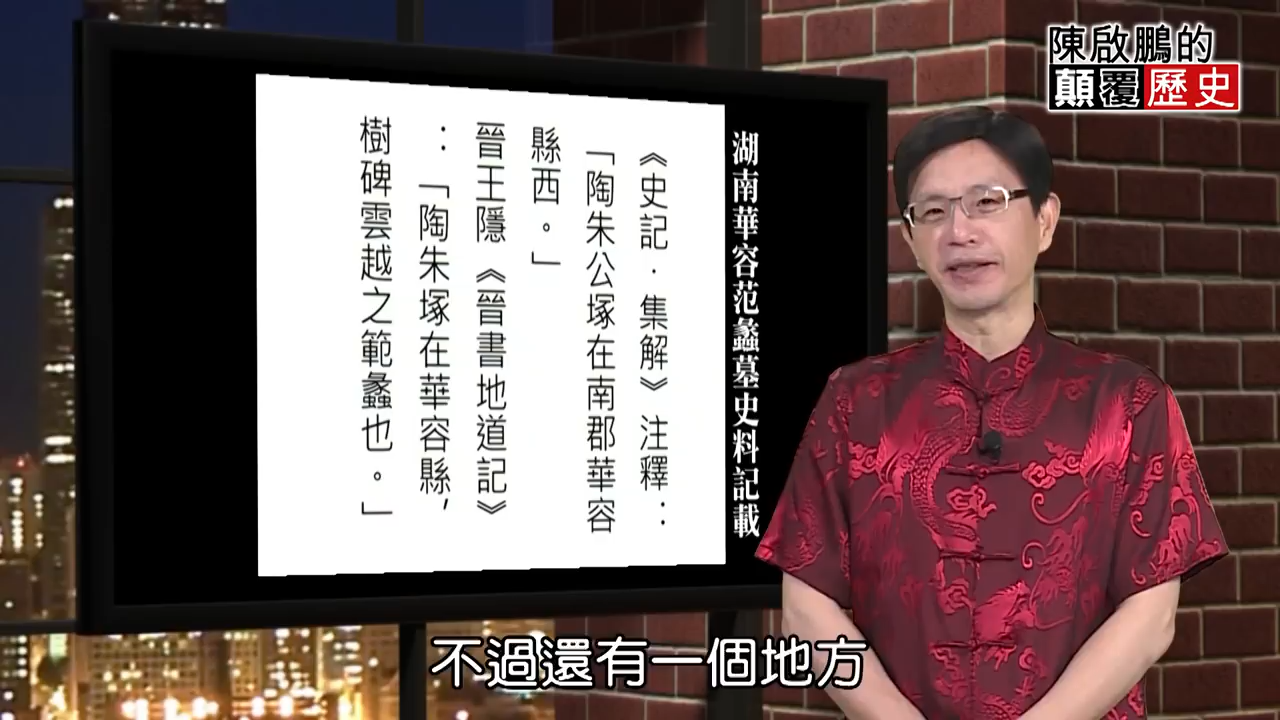 陳啟鵬的
顛覆歷史
湖南華容范蠡墓史料記載
《史記．集解》注釋：
「陶朱公塚在南郡華容
縣西。」
晉王隱《晉書地道記》
：「陶朱塚在華容縣，
樹碑雲越之範蠡也。」
不過還有一個地方